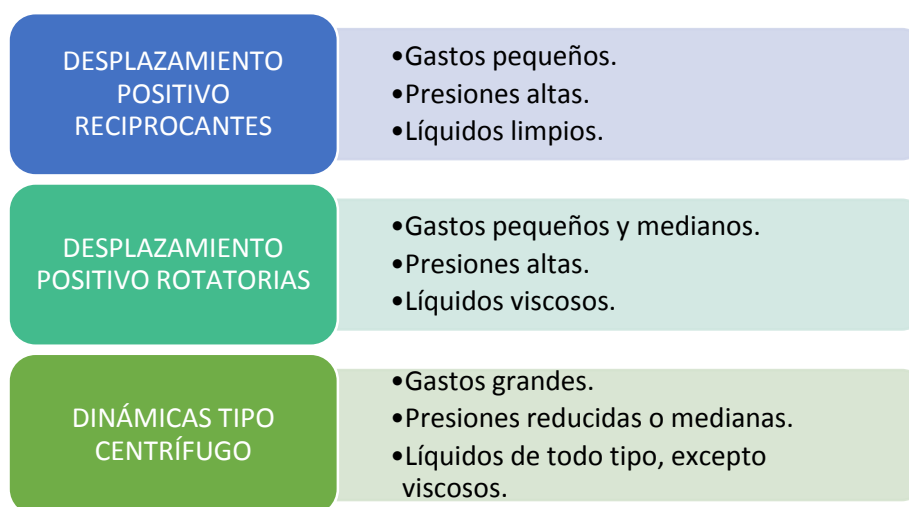 DESPLAZAMIENTO
POSITIVO
RECIPROCANTES
•Gastos pequeños.
•Presiones altas.
•Líquidos limpios.
DESPLAZAMIENTO
POSITIVO ROTATORIAS
•Gastos pequeños y medianos.
•Presiones altas.
•Líquidos viscosos.
DINÁMICAS TIPO
CENTRÍFUGO
•Gastos grandes.
•Presiones reducidas o medianas.
•Líquidos de todo tipo, excepto
viscosos.